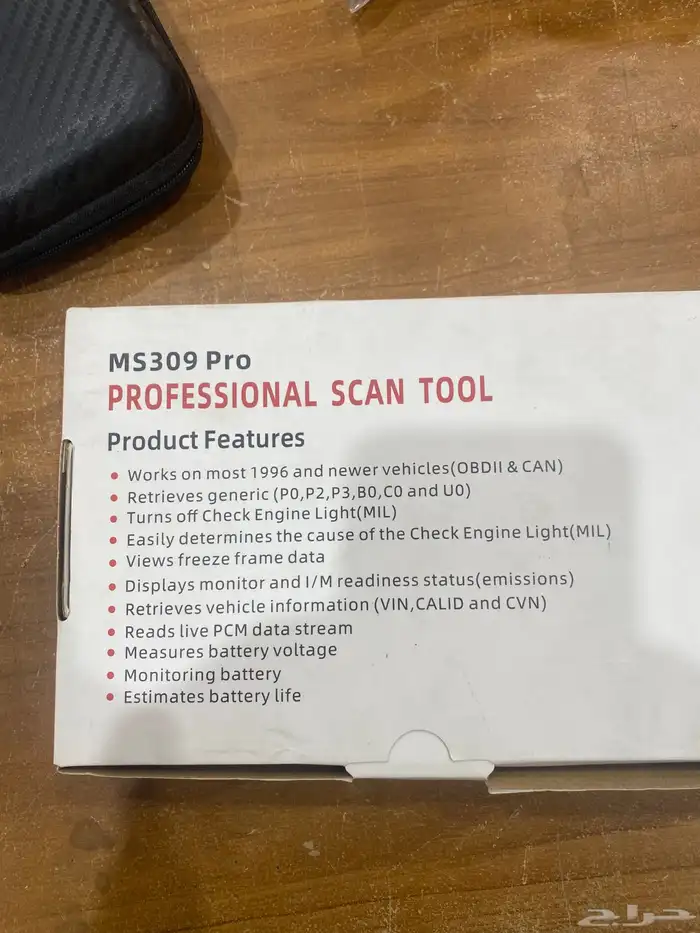 MS309 Pro
PROFESSIONAL SCAN TOOL
Product Features
• Works on most 1996 and newer vehicles(OBDII & CAN)
• Retrieves generic (P0,P2,P3,B0,C0 and U0)
• Turns off Check Engine Light(MIL)
• Easily determines the cause of the Check Engine Light(MIL)
• Views freeze frame data
• Displays monitor and I/M readiness status(emissions)
• Retrieves vehicle information (VIN,CALID and CVN)
• Reads live PCM data stream
• Measures battery voltage
• Monitoring battery
• Estimates battery life
حراج